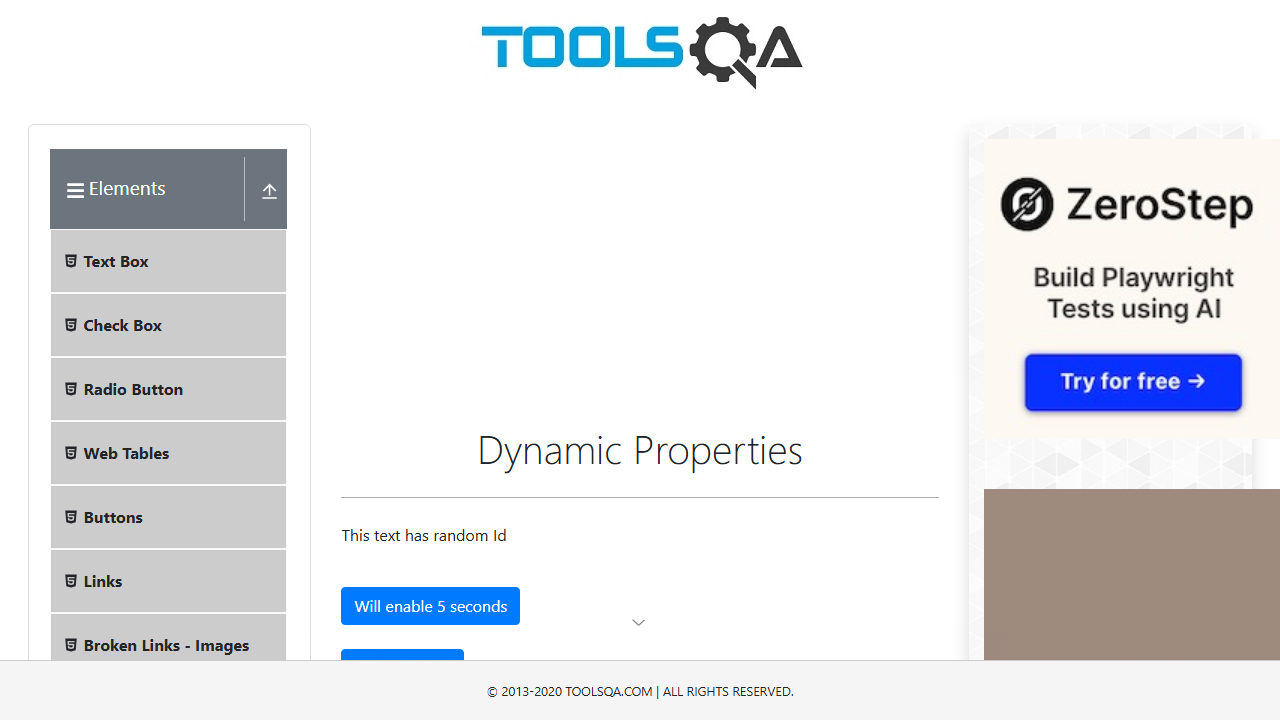 TOOLSQA
Elements
Text Box
Check Box
Radio Button
Web Tables
Buttons
Links
Broken Links - Images
Dynamic Properties
This text has random Id
Will enable 5 seconds
ZeroStep
Build Playwright
Tests using AI
Try for free →
© 2013-2020 TOOLSQA.COM | ALL RIGHTS RESERVED.